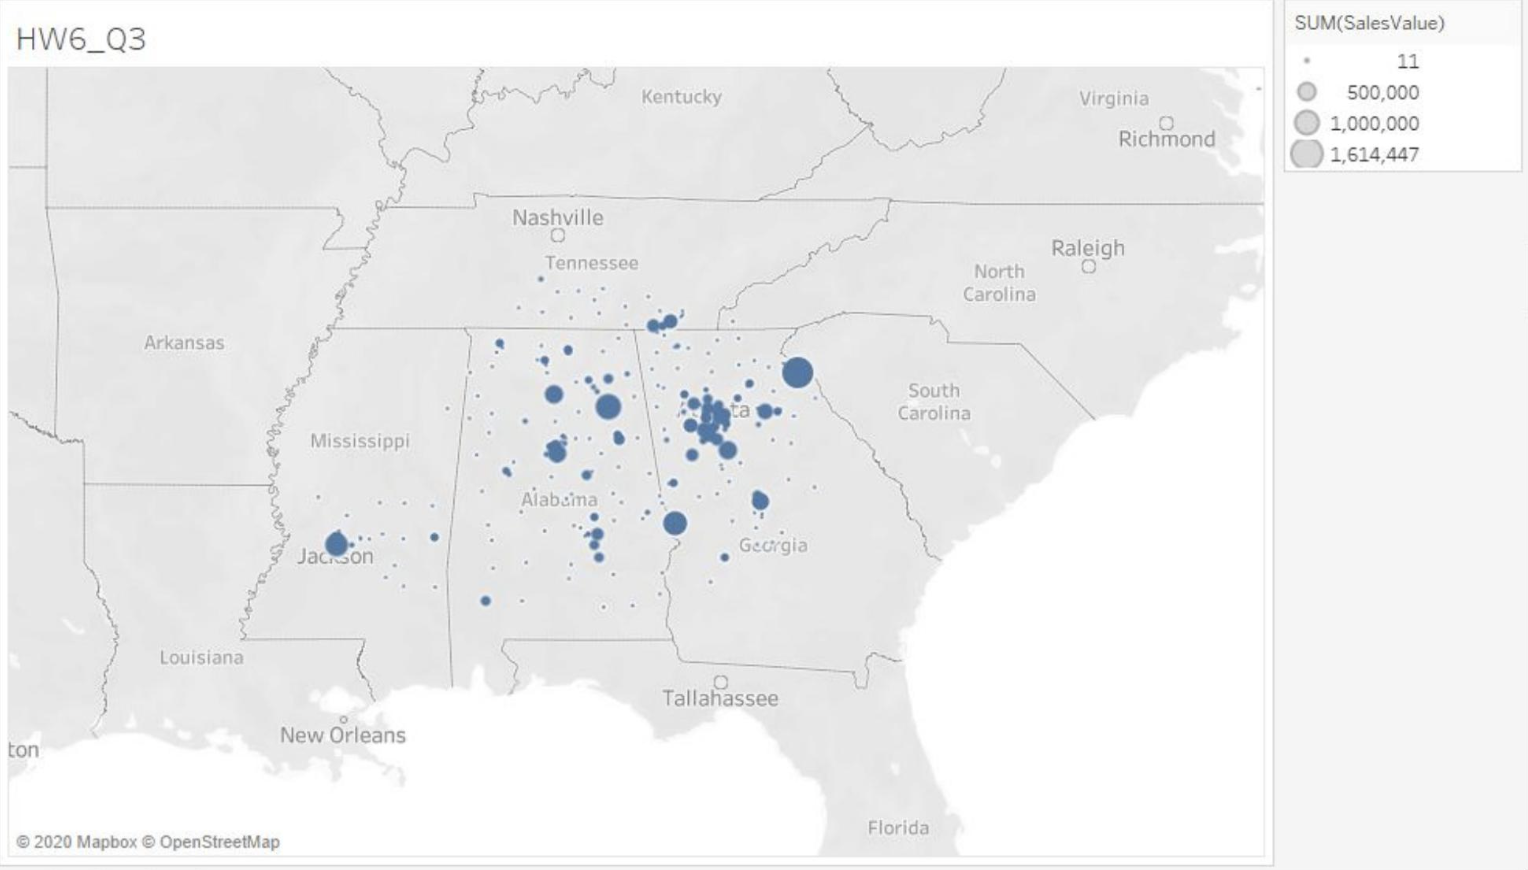 HW6_Q3
SUM(SalesValue)
11
500,000
1,000,000
1,614,447
Kentucky
Virginia
Richmond
Nashville
Tennessee
Raleigh
North
Carolina
Arkansas
South
Carolina
Mississippi
Alabama
Jackson
Georgia
Louisiana
Tallahassee
New Orleans
ton
Florida
© 2020 Mapbox © OpenStreetMap